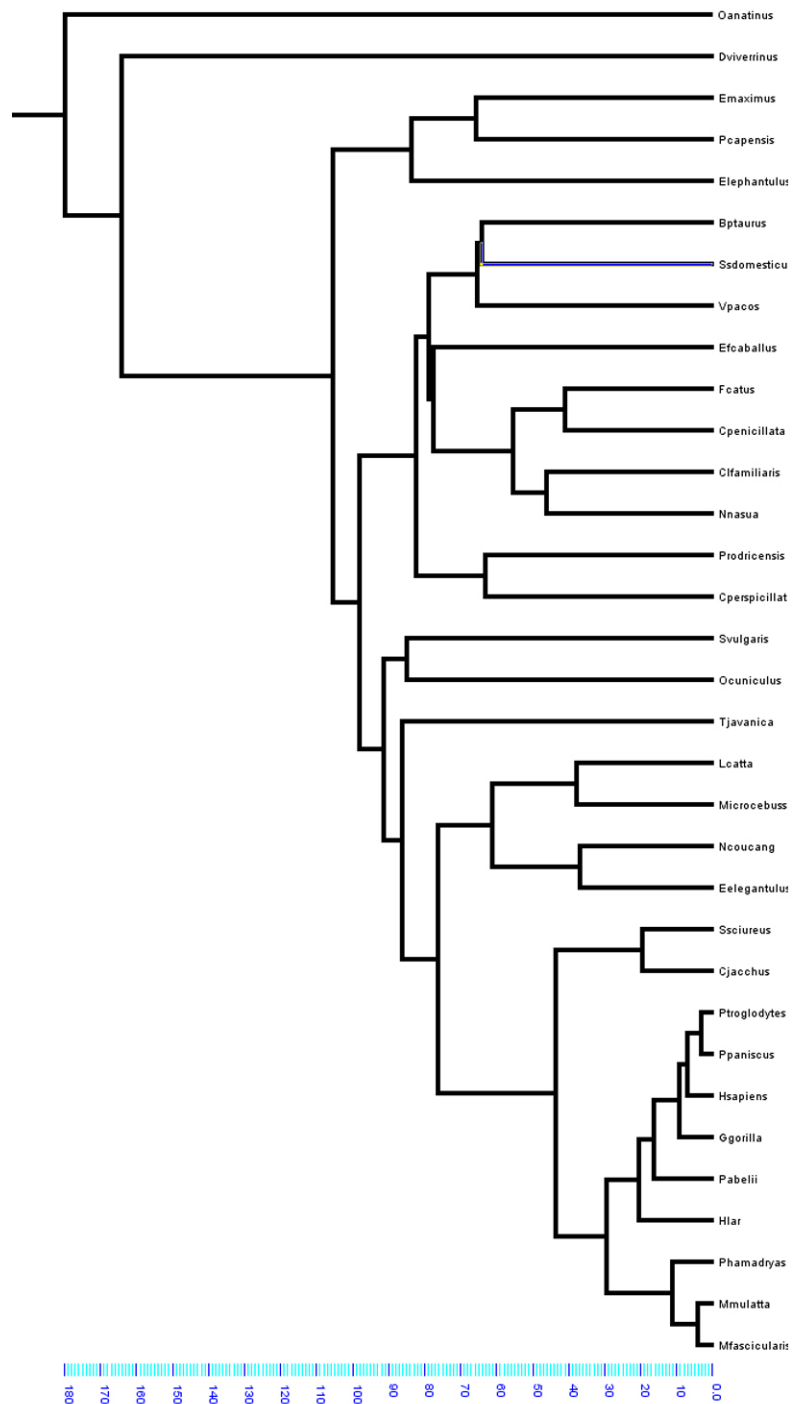 Oanatinus
Dviverrinus
Emaximus
Pcapensis
Elephantulus
Bptaurus
Ssdomesticu
Vpacos
Efcaballus
Fcatus
Cpenicillata
Clfamiliaris
Nnasua
Prodricensis
Cperspicillat
Svulgaris
Ocuniculus
Tjavanica
Lcatta
Microcebuss
Ncoucang
Eelegantulus
Ssciureus
Cjacchus
Ptroglodytes
Ppaniscus
Hsapiens
Ggorilla
Pabelii
Hlar
Phamadryas
Mmulatta
Mfascicularis
180 170 160 150 140 130 120 110 100 90 80 70 60 50 40 30 20 10 0.0